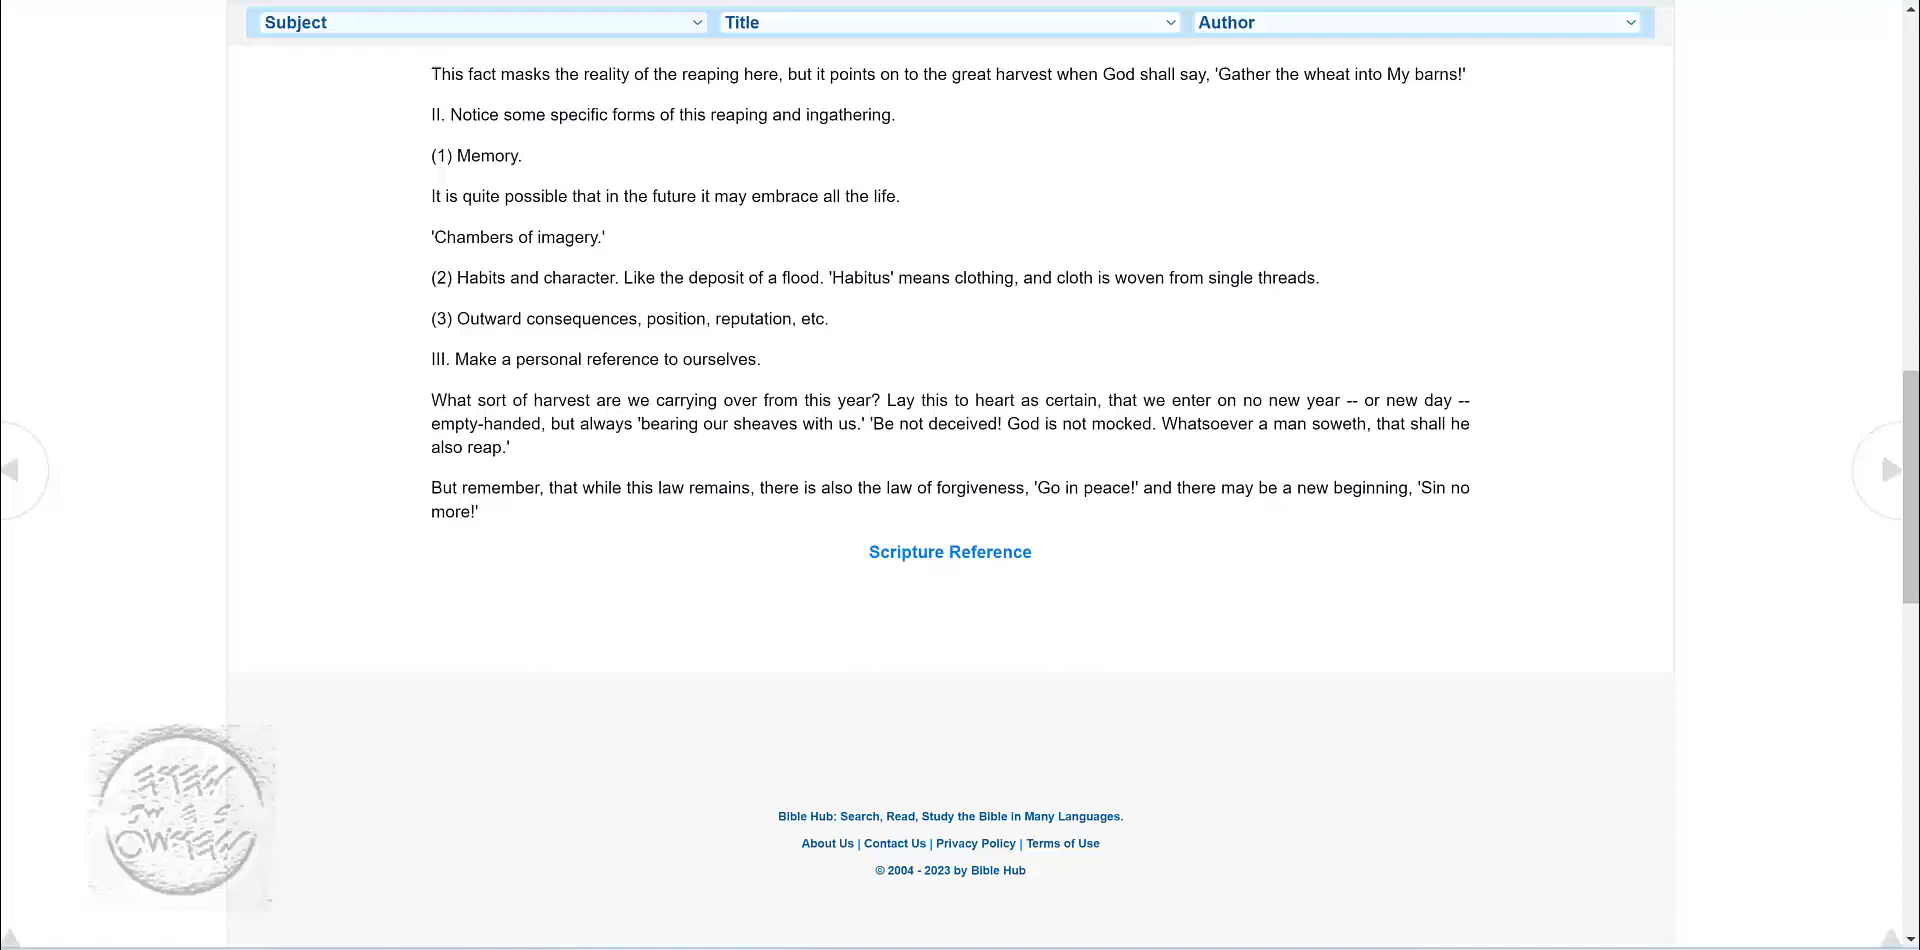 Subject Title Author
This fact masks the reality of the reaping here, but it points on to the great harvest when God shall say, 'Gather the wheat into My barns!'
II. Notice some specific forms of this reaping and ingathering.
(1) Memory.
It is quite possible that in the future it may embrace all the life.
'Chambers of imagery.'
(2) Habits and character. Like the deposit of a flood. 'Habitus' means clothing, and cloth is woven from single threads.
(3) Outward consequences, position, reputation, etc.
III. Make a personal reference to ourselves.
What sort of harvest are we carrying over from this year? Lay this to heart as certain, that we enter on no new year -- or new day --
empty-handed, but always 'bearing our sheaves with us.' 'Be not deceived! God is not mocked. Whatsoever a man soweth, that shall he
also reap.'
But remember, that while this law remains, there is also the law of forgiveness, 'Go in peace!' and there may be a new beginning, 'Sin no
more!'
Scripture Reference
Bible Hub: Search, Read, Study the Bible in Many Languages.
About Us | Contact Us | Privacy Policy | Terms of Use
© 2004 - 2023 by Bible Hub